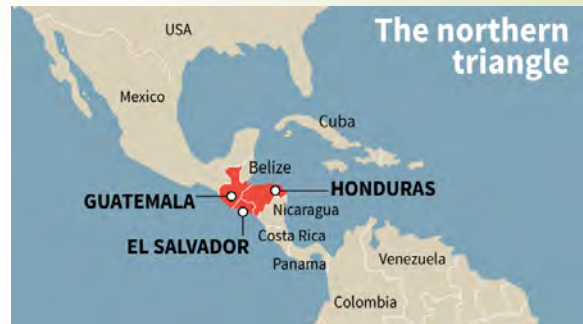 The northern
triangle
USA
Mexico
Cuba
Belize
GUATEMALA
HONDURAS
Nicaragua
EL SALVADOR
Costa Rica
Panama
Venezuela
Colombia